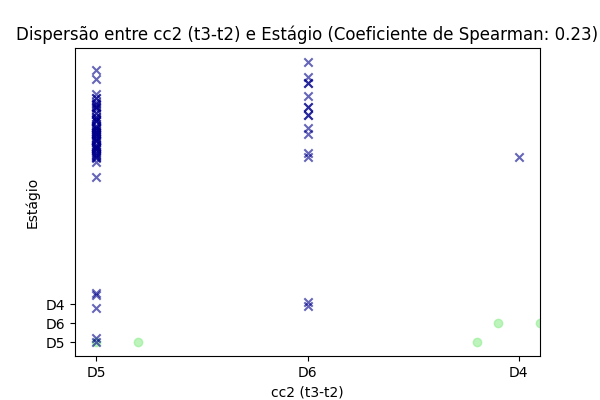 Dispersão entre cc2 (t3-t2) e Estágio (Coeficiente de Spearman: 0.23)
Estágio
D4
D6
D5
D5 D6 D4
cc2 (t3-t2)